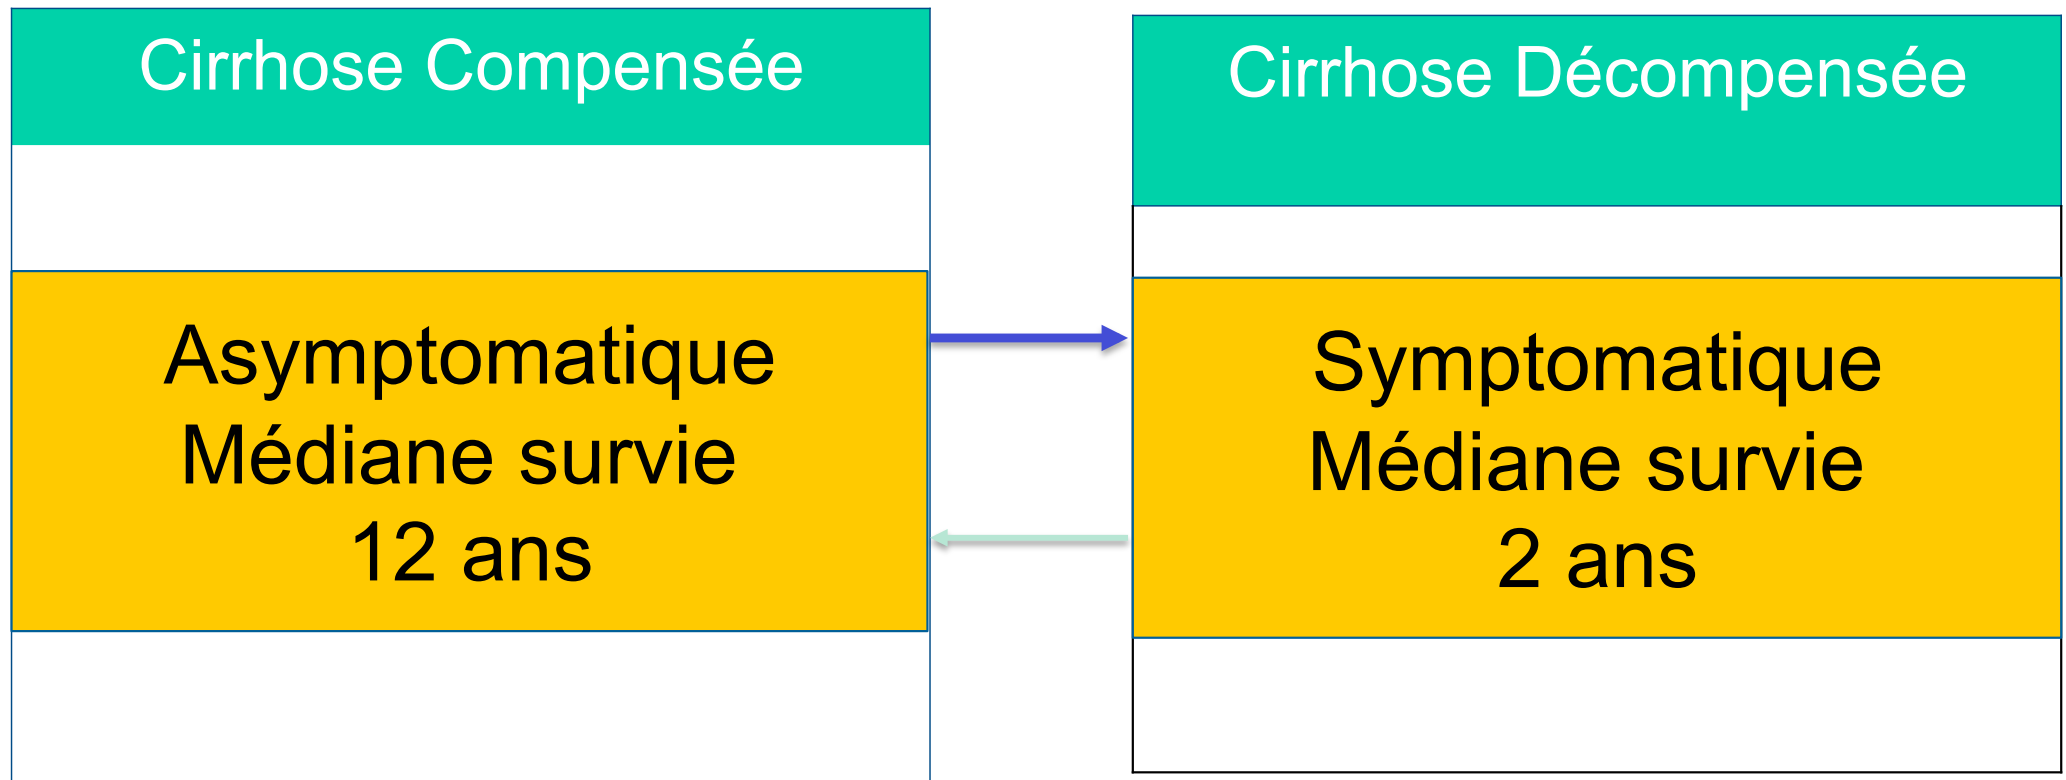 Cirrhose Compensée
Asymptomatique
Médiane survie
12 ans
Cirrhose Décompensée
Symptomatique
Médiane survie
2 ans